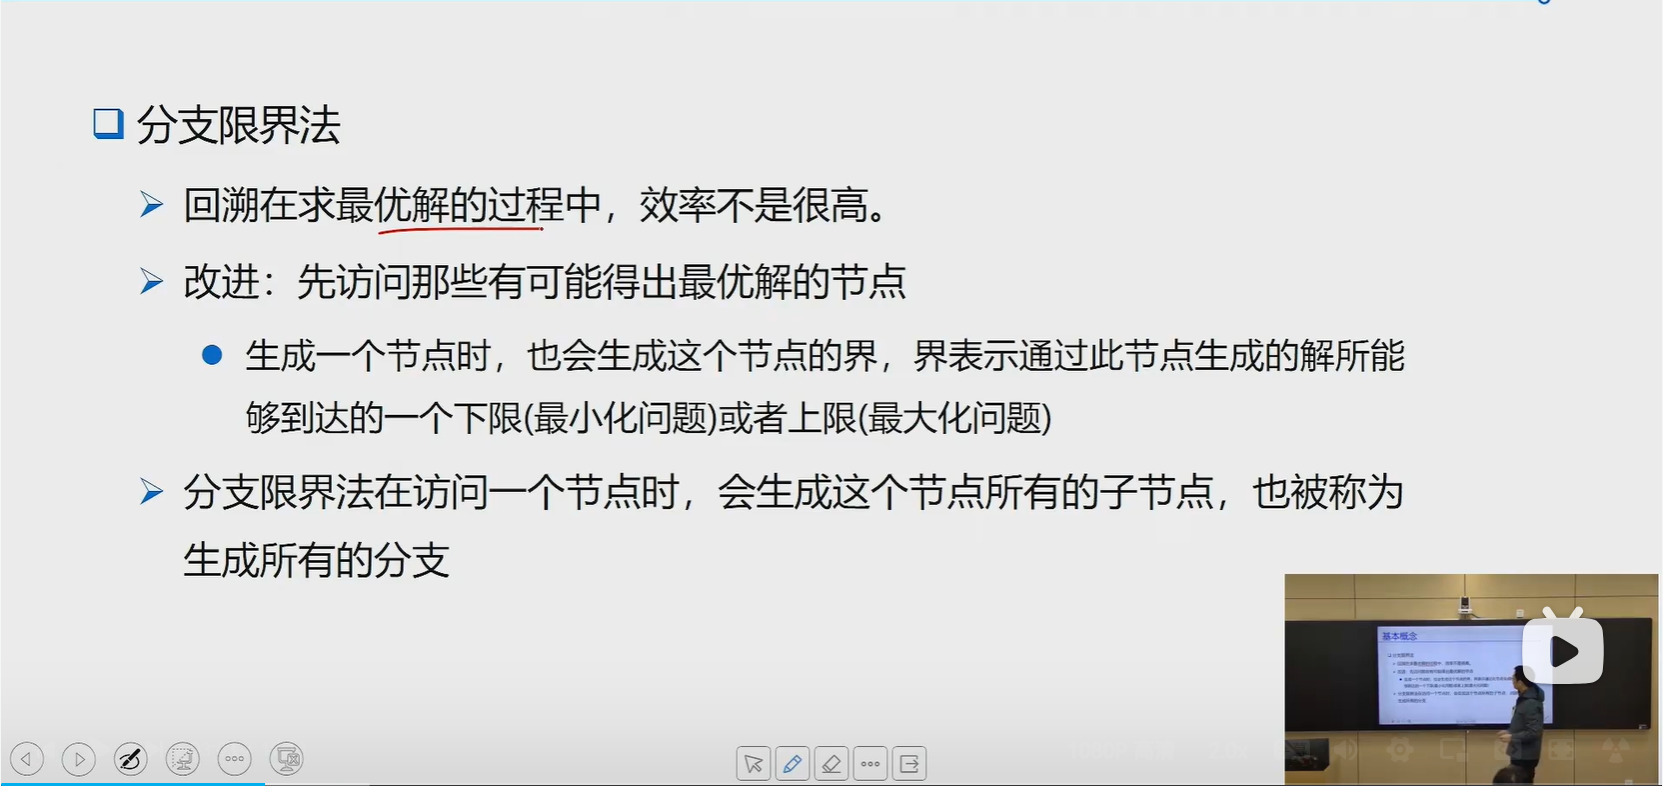 分支限界法
回溯在求最优解的过程中，效率不是很高。
改进：先访问那些有可能得出最优解的节点
生成一个节点时，也会生成这个节点的界，界表示通过此节点生成的解所能
够到达的一个下限(最小化问题)或者上限(最大化问题)
分支限界法在访问一个节点时，会生成这个节点所有的子节点，也被称为
生成所有的分支
基本概念